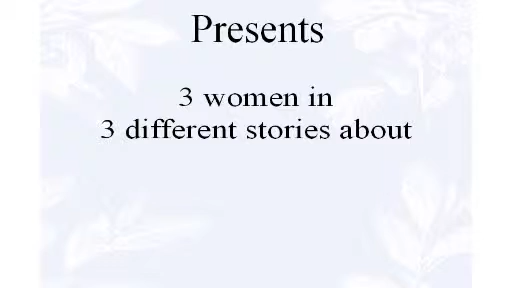 Presents
3 women in
3 different stories about